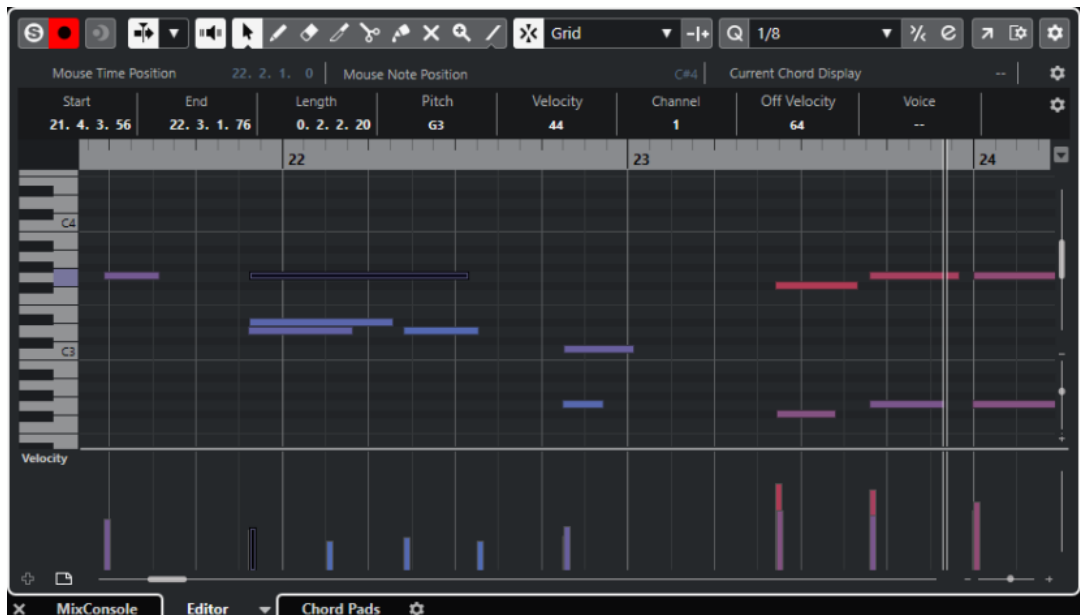 S Grid Q 1/8
Mouse Time Position 22. 2. 1. 0 Mouse Note Position C#4 Current Chord Display --
Start End Length Pitch Velocity Channel Off Velocity Voice
21. 4. 3. 56 22. 3. 1. 76 0. 2. 2. 20 G3 44 1 64 --
22 23 24
C4
C3
Velocity
MixConsole Editor Chord Pads